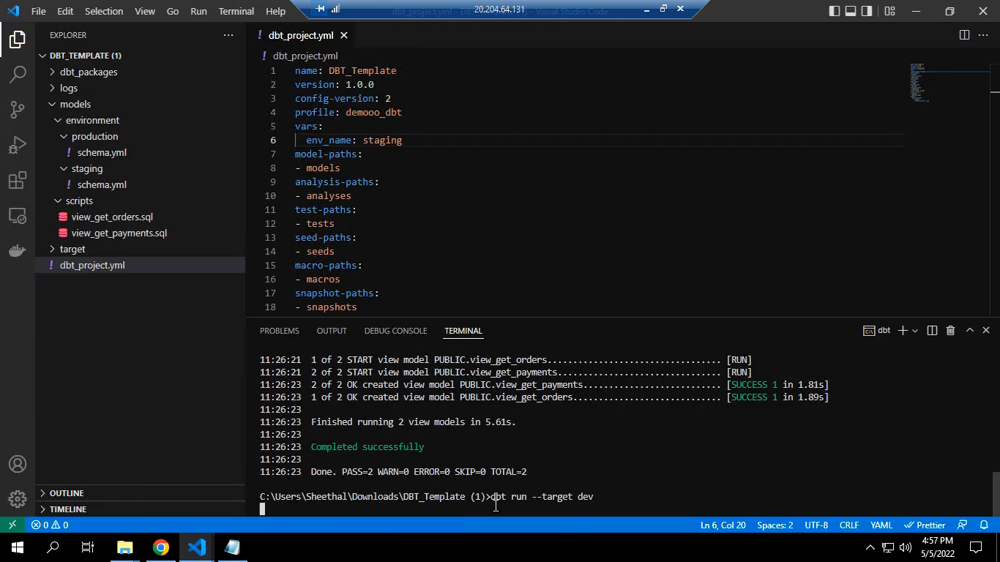 File Edit Selection View Go Run Terminal Help
20.204.64.131
EXPLORER
DBT_TEMPLATE (1)
dbt_packages
logs
models
environment
production
schema.yml
staging
schema.yml
scripts
view_get_orders.sql
view_get_payments.sql
target
dbt_project.yml
OUTLINE
TIMELINE
dbt_project.yml
dbt_project.yml
1 name: DBT_Template
2 version: 1.0.0
3 config-version: 2
4 profile: demooo_dbt
5 vars:
6 env_name: staging
7 model-paths:
8 - models
9 analysis-paths:
10 - analyses
11 test-paths:
12 - tests
13 seed-paths:
14 - seeds
15 macro-paths:
16 - macros
17 snapshot-paths:
18 - snapshots
PROBLEMS OUTPUT DEBUG CONSOLE TERMINAL
dbt
11:26:21 1 of 2 START view model PUBLIC.view_get_orders.................................. [RUN]
11:26:21 2 of 2 START view model PUBLIC.view_get_payments................................ [RUN]
11:26:23 2 of 2 OK created view model PUBLIC.view_get_payments........................... [SUCCESS 1 in 1.81s]
11:26:23 1 of 2 OK created view model PUBLIC.view_get_orders............................. [SUCCESS 1 in 1.89s]
11:26:23
11:26:23 Finished running 2 view models in 5.61s.
11:26:23
11:26:23 Completed successfully
11:26:23
11:26:23 Done. PASS=2 WARN=0 ERROR=0 SKIP=0 TOTAL=2
C:\Users\Sheethal\Downloads\DBT_Template (1)>dbt run --target dev
0 0
Ln 6, Col 20 Spaces: 2 UTF-8 CRLF YAML Prettier
4:57 PM
5/5/2022